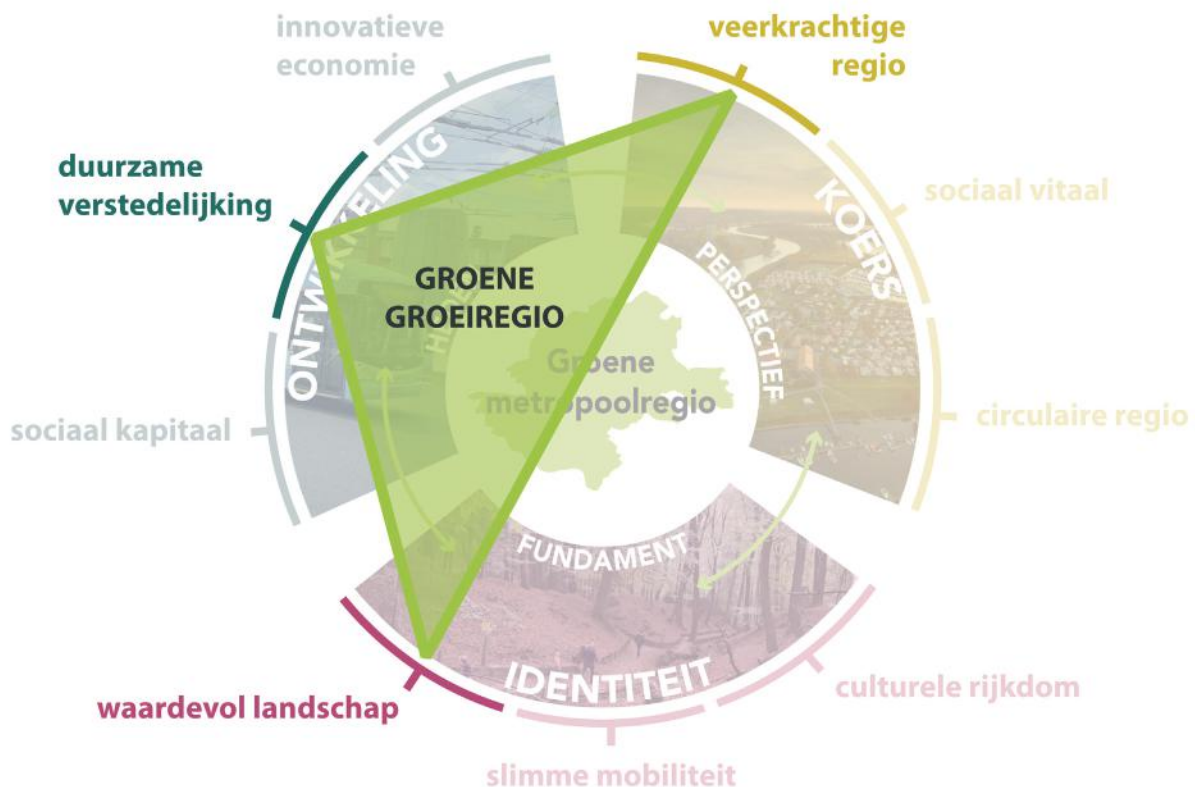 innovatieve
economie
veerkrachtige
regio
duurzame
verstedelijking
sociaal vitaal
ONTWIKKELING
KOERS
PERSPECTIEF
GROENE
GROEIREGIO
Groene
metropoolregio
sociaal kapitaal
circulaire regio
FUNDAMENT
IDENTITEIT
waardevol landschap
culturele rijkdom
slimme mobiliteit